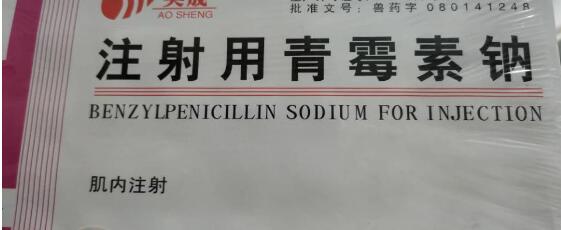 AO SHENG
批准文号：兽药字 080141248
注射用青霉素钠
BENZYLPENICILLIN SODIUM FOR INJECTION
肌内注射